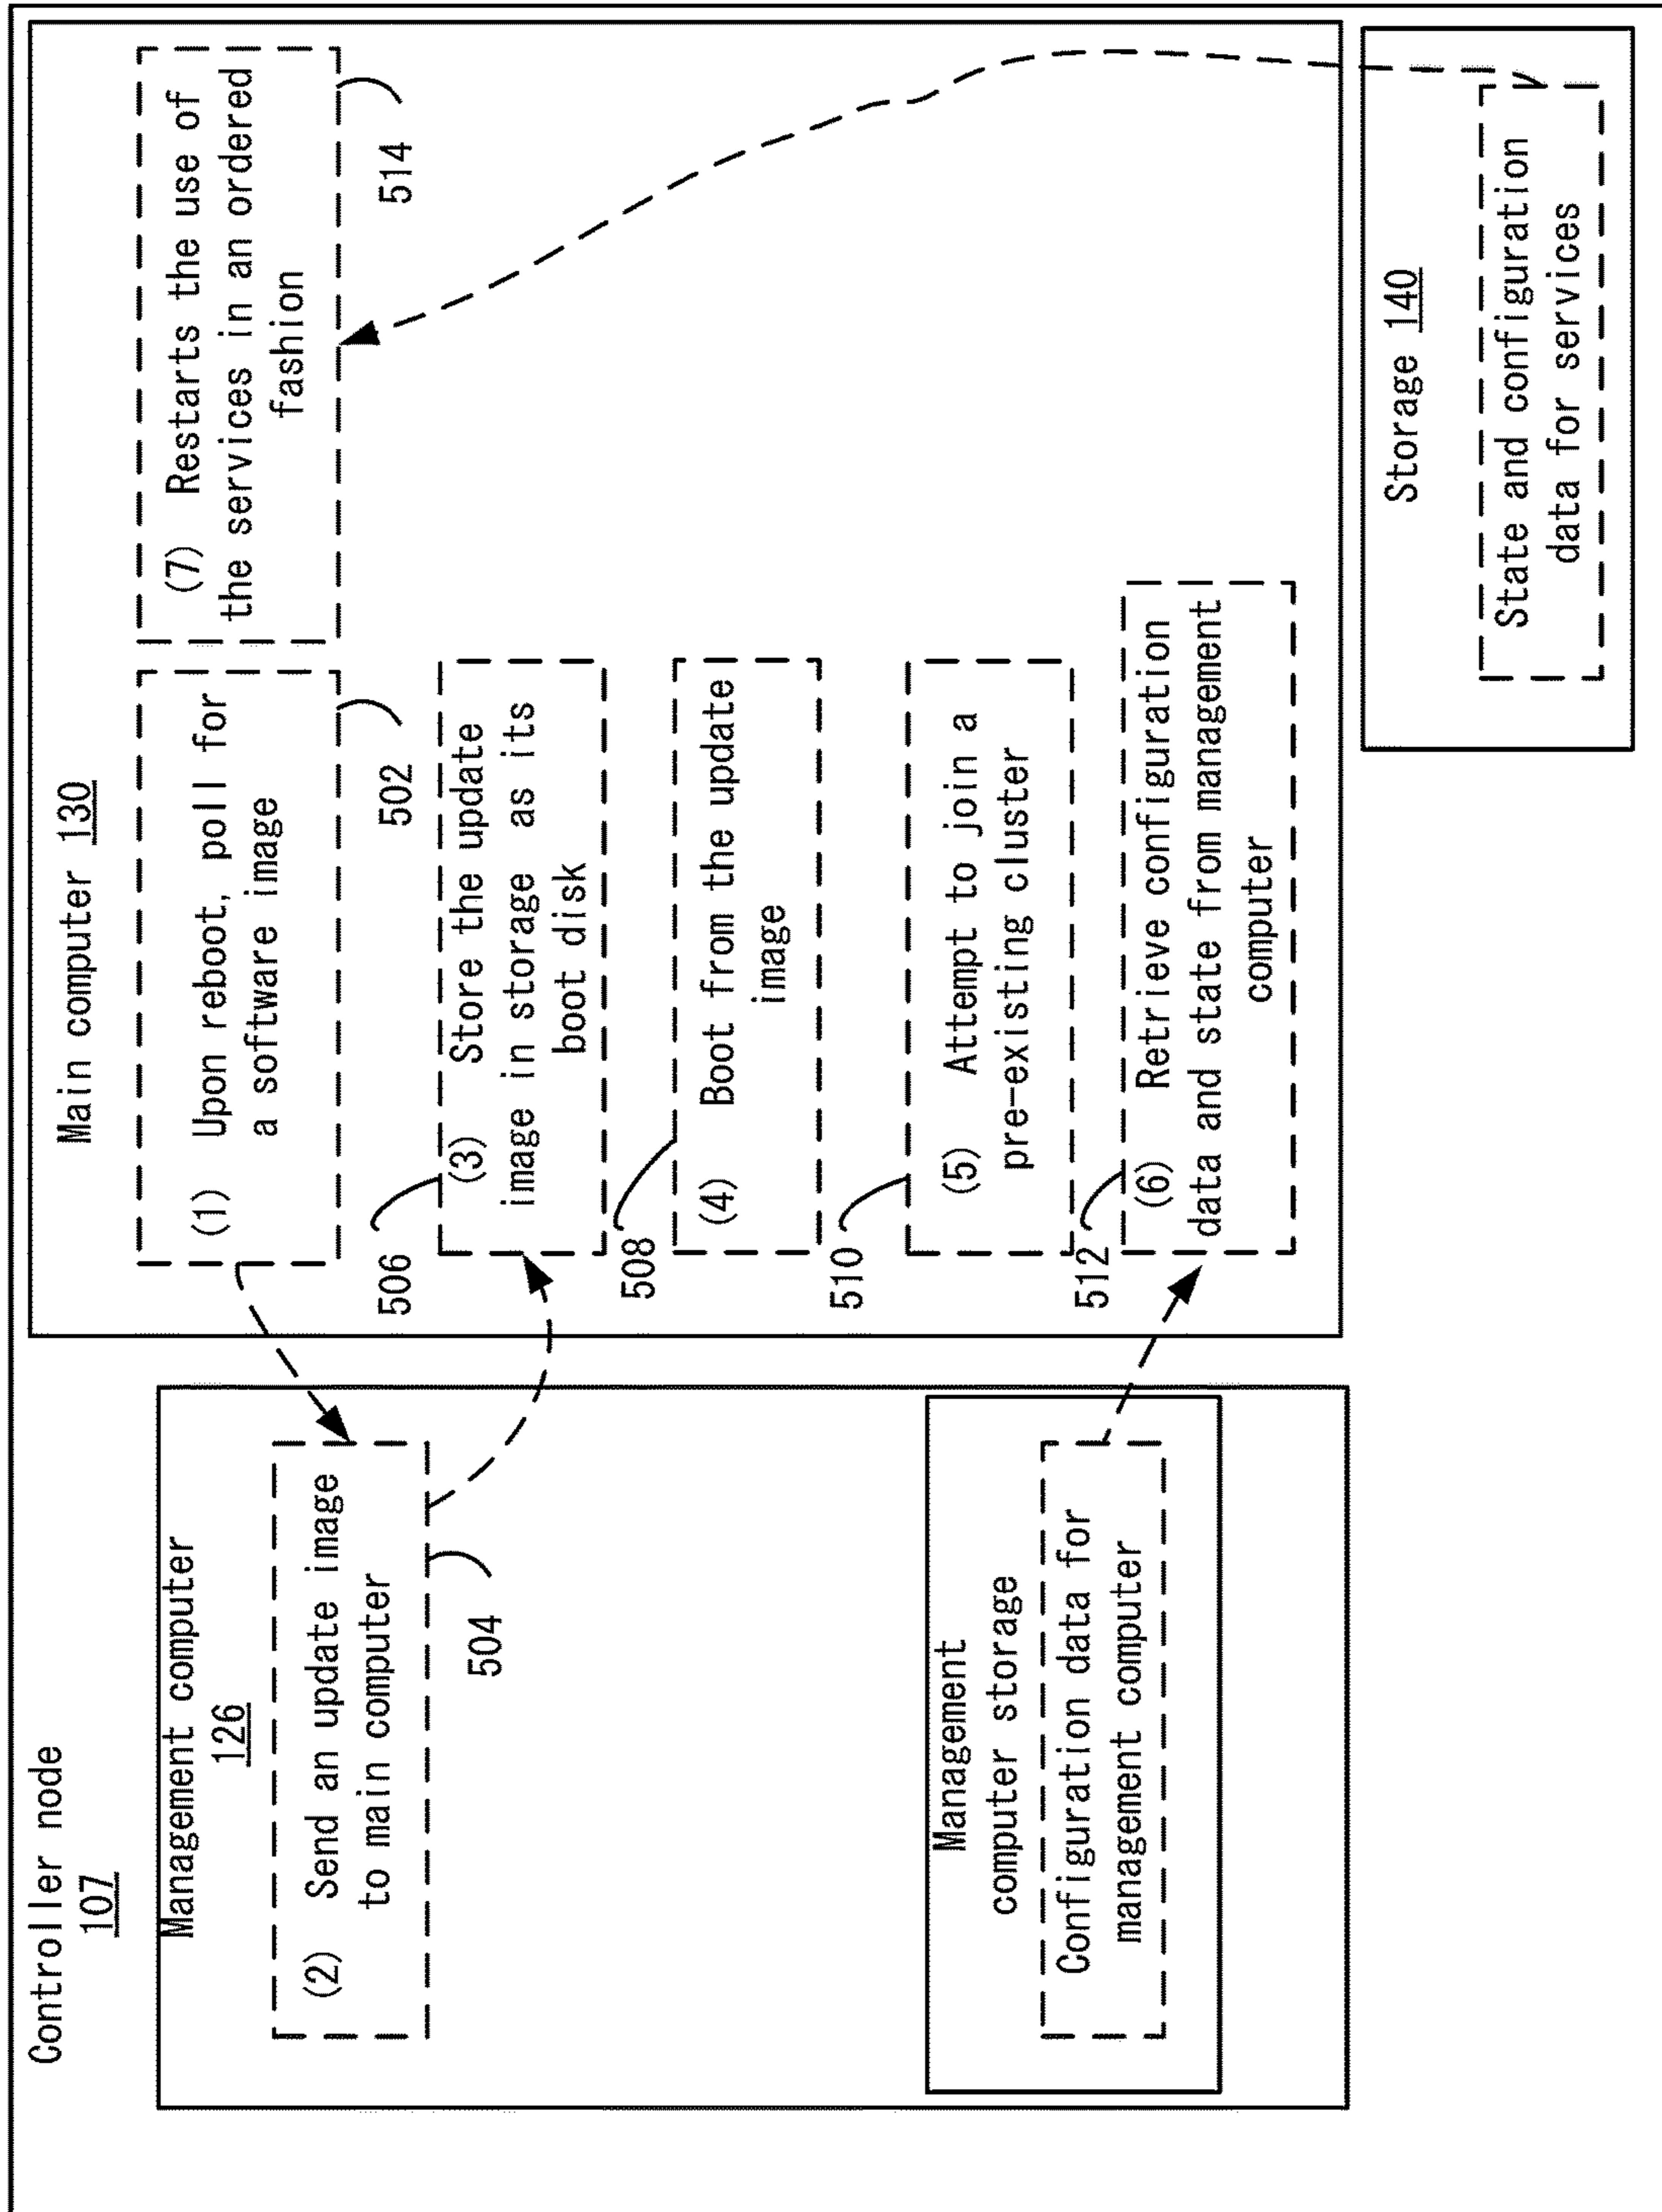 Controller node
107
Management computer
126
(2) Send an update image
to main computer
504
Management
computer storage
Configuration data for
management computer
Main computer 130
(1) Upon reboot, poll for
a software image
502
506
(3) Store the update
image in storage as its
boot disk
508
(4) Boot from the update
image
510
(5) Attempt to join a
pre-existing cluster
512
(6) Retrieve configuration
data and state from management
computer
(7) Restarts the use of
the services in an ordered
fashion
514
Storage 140
State and configuration
data for services